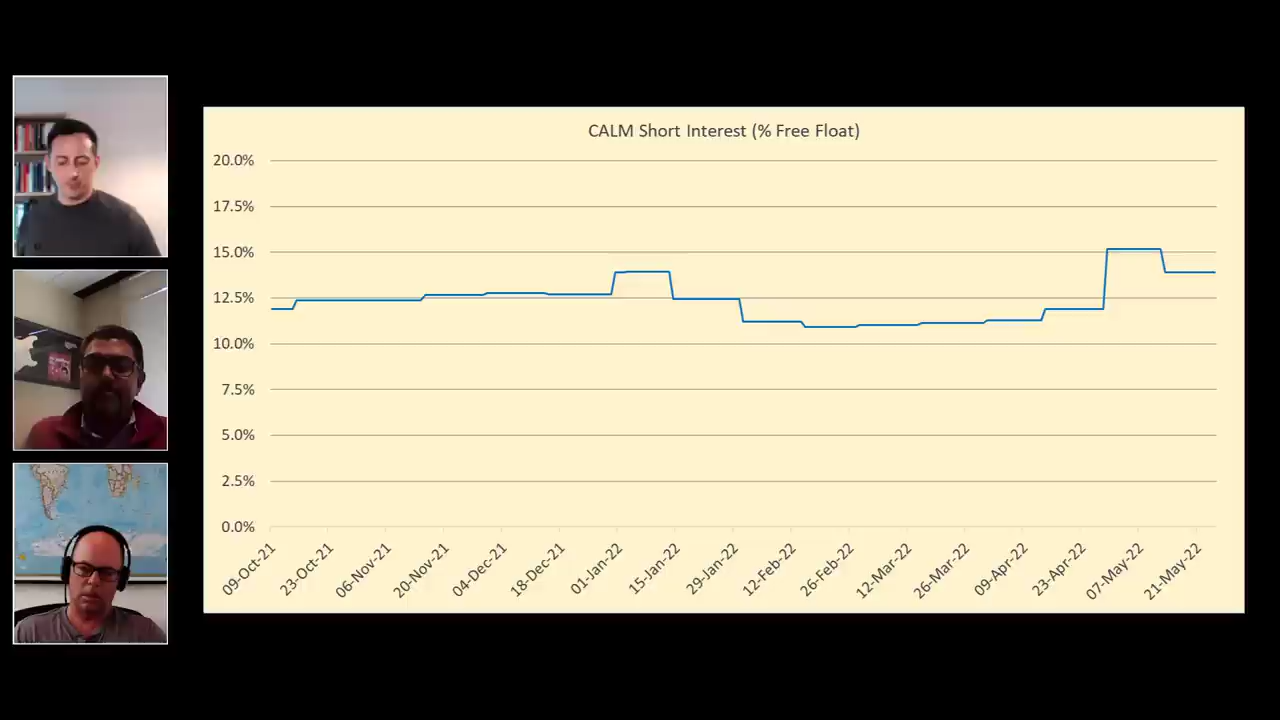 CALM Short Interest (% Free Float)
20.0%
17.5%
15.0%
12.5%
10.0%
7.5%
5.0%
2.5%
0.0%
09-Oct-21
23-Oct-21
06-Nov-21
20-Nov-21
04-Dec-21
18-Dec-21
01-Jan-22
15-Jan-22
29-Jan-22
12-Feb-22
26-Feb-22
12-Mar-22
26-Mar-22
09-Apr-22
23-Apr-22
07-May-22
21-May-22